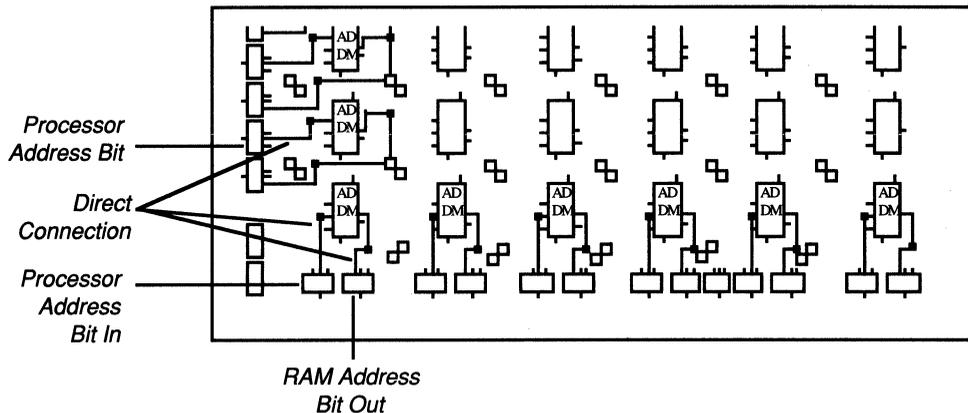 AD
DM
AD
DM
Processor
Address Bit
Direct
Connection
AD
DM
AD
DM
AD
DM
AD
DM
AD
DM
AD
DM
Processor
Address
Bit In
RAM Address
Bit Out